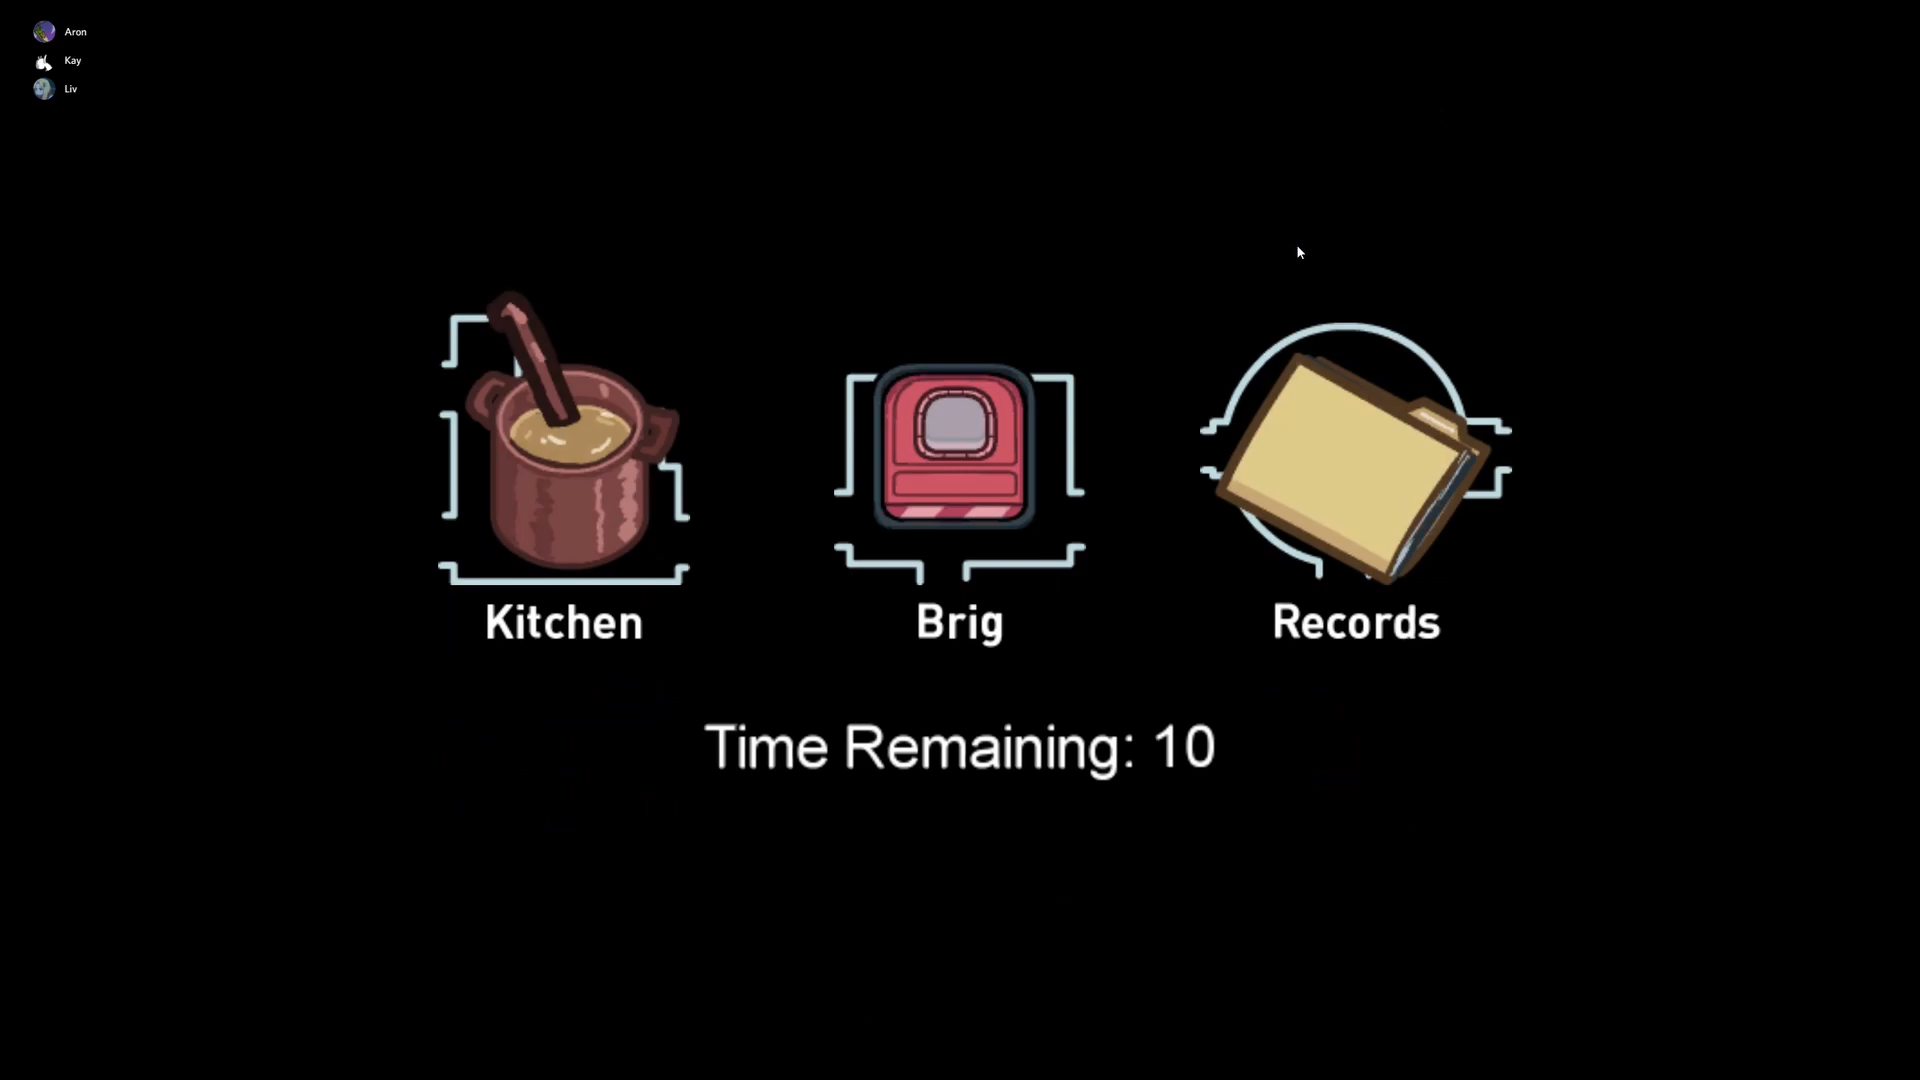 Aron
Kay
Liv
Kitchen
Brig
Records
Time Remaining: 10